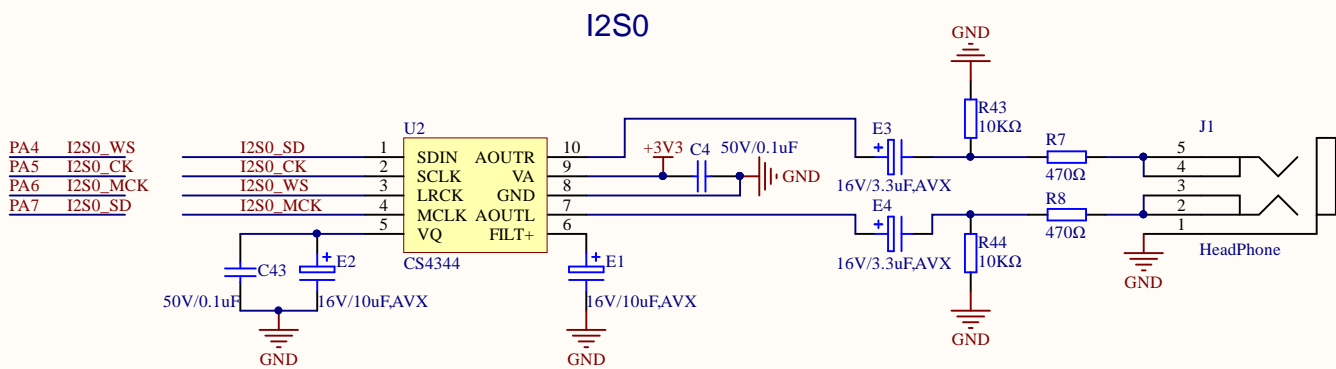 I2S0
GND
R43
10KΩ
U2
E3
+
R7
J1
PA4 I2S0_WS I2S0_SD 1 SDIN AOUTR 10 +3V3 C4 50V/0.1uF 470Ω 5
PA5 I2S0_CK I2S0_CK 2 SCLK VA 9 GND 4
PA6 I2S0_MCK I2S0_WS 3 LRCK GND 8 16V/3.3uF,AVX 3
PA7 I2S0_SD I2S0_MCK 4 MCLK AOUTL 7 E4 R8 2
5 VQ FILT+ 6 + 470Ω 1
CS4344
C43 + E2 + E1 16V/3.3uF,AVX R44 10KΩ HeadPhone
50V/0.1uF 16V/10uF,AVX 16V/10uF,AVX GND
GND GND GND